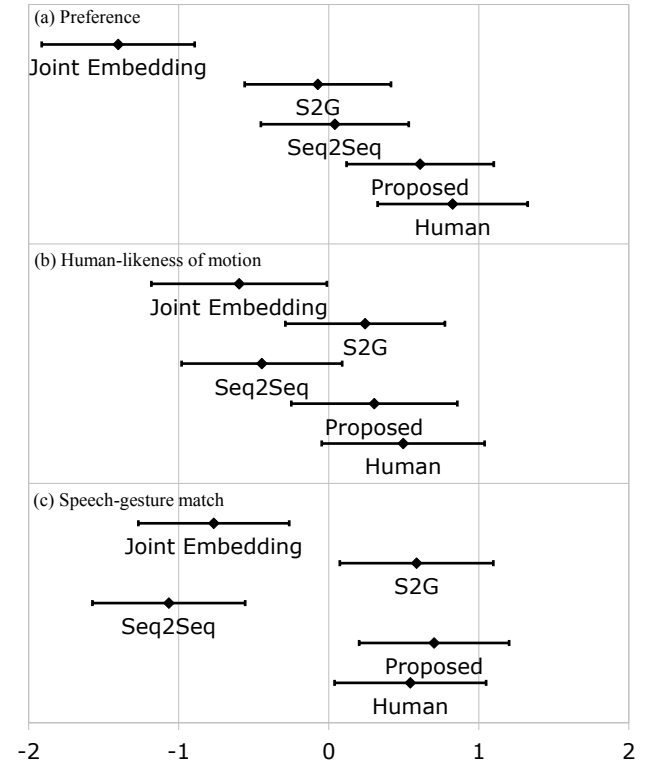 (a) Preference
Joint Embedding
S2G
Seq2Seq
Proposed
Human
(b) Human-likeness of motion
Joint Embedding
S2G
Seq2Seq
Proposed
Human
(c) Speech-gesture match
Joint Embedding
S2G
Seq2Seq
Proposed
Human
-2 -1 0 1 2